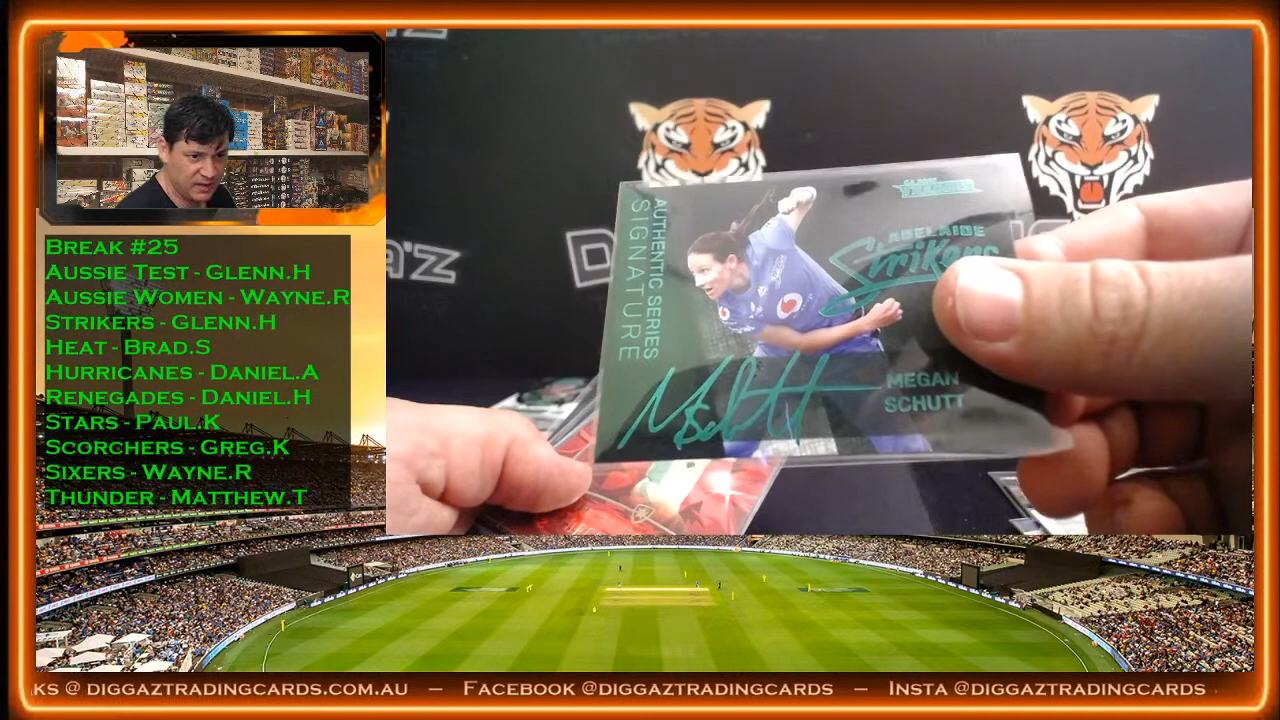 BREAK #25
AUSSIE TEST - GLENN.H
AUSSIE WOMEN - WAYNE.R
STRIKERS - GLENN.H
HEAT - BRAD.S
HURRICANES - DANIEL.A
RENEGADES - DANIEL.H
STARS - PAUL.K
SCORCHERS - GREG.K
SIXERS - WAYNE.R
THUNDER - MATTHEW.T
AUTHENTIC SERIES
SIGNATURE
TRADERS
ADELAIDE
Strikers
MEGAN
SCHUTT
KS @ DIGGAZTRADINGCARDS.COM.AU — FACEBOOK @DIGGAZTRADINGCARDS — INSTA @DIGGAZTRADINGCARDS